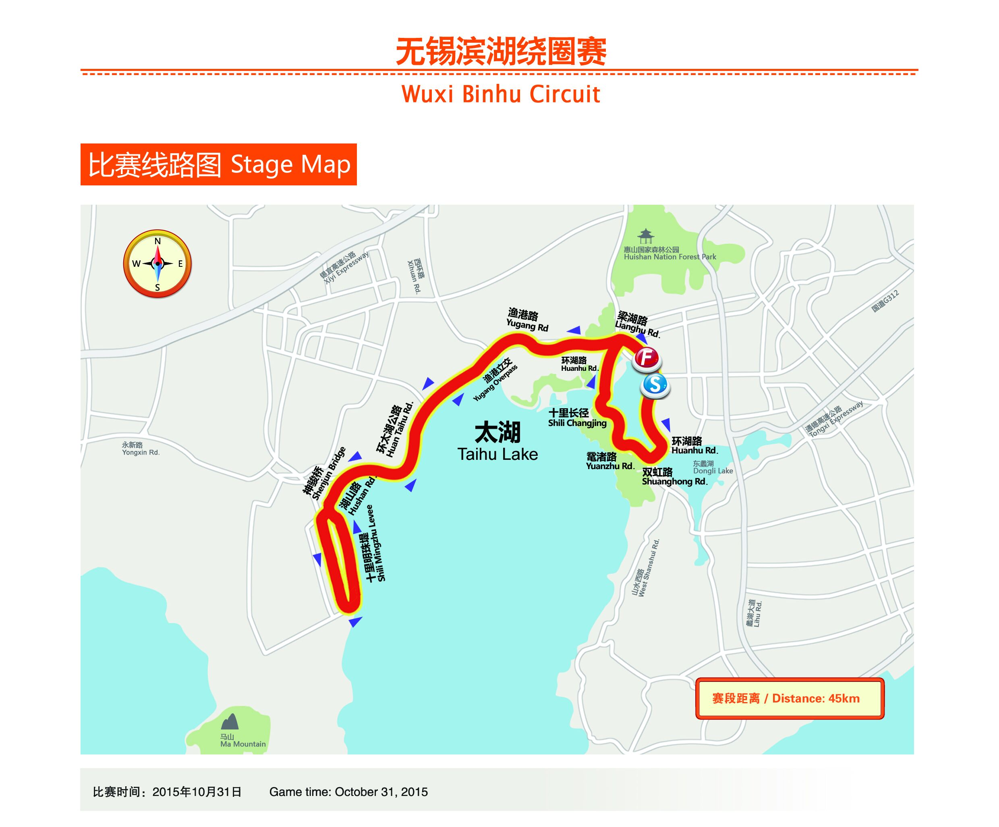 无锡滨湖绕圈赛
Wuxi Binhu Circuit
比赛线路图 Stage Map
N
W
E
S
惠山国家森林公园
Huishan Nation Forest Park
锡宜高速公路
Xiyi Expressway
西环路
Xihuan Rd.
国道G312
渔港路
Yugang Rd
梁湖路
Lianghu Rd.
F
S
环湖路
Huanhu Rd.
渔港立交
Yugang Overpass
十里长径
Shili Changjing
环太湖公路
Huan Taihu Rd.
太湖
Taihu Lake
通锡高速公路
Tongxi Expressway
永新路
Yongxin Rd.
环湖路
Huanhu Rd.
鼋渚路
Yuanzhu Rd.
东蠡湖
Dongli Lake
双虹路
Shuanghong Rd.
神骏桥
Shenjun Bridge
湖山路
Hushan Rd.
十里明珠堤
Shili Mingzhu Levee
山水西路
West Shanshui Rd.
蠡湖大道
Lihu Rd.
赛段距离 / Distance: 45km
马山
Ma Mountain
比赛时间：2015年10月31日 Game time: October 31, 2015